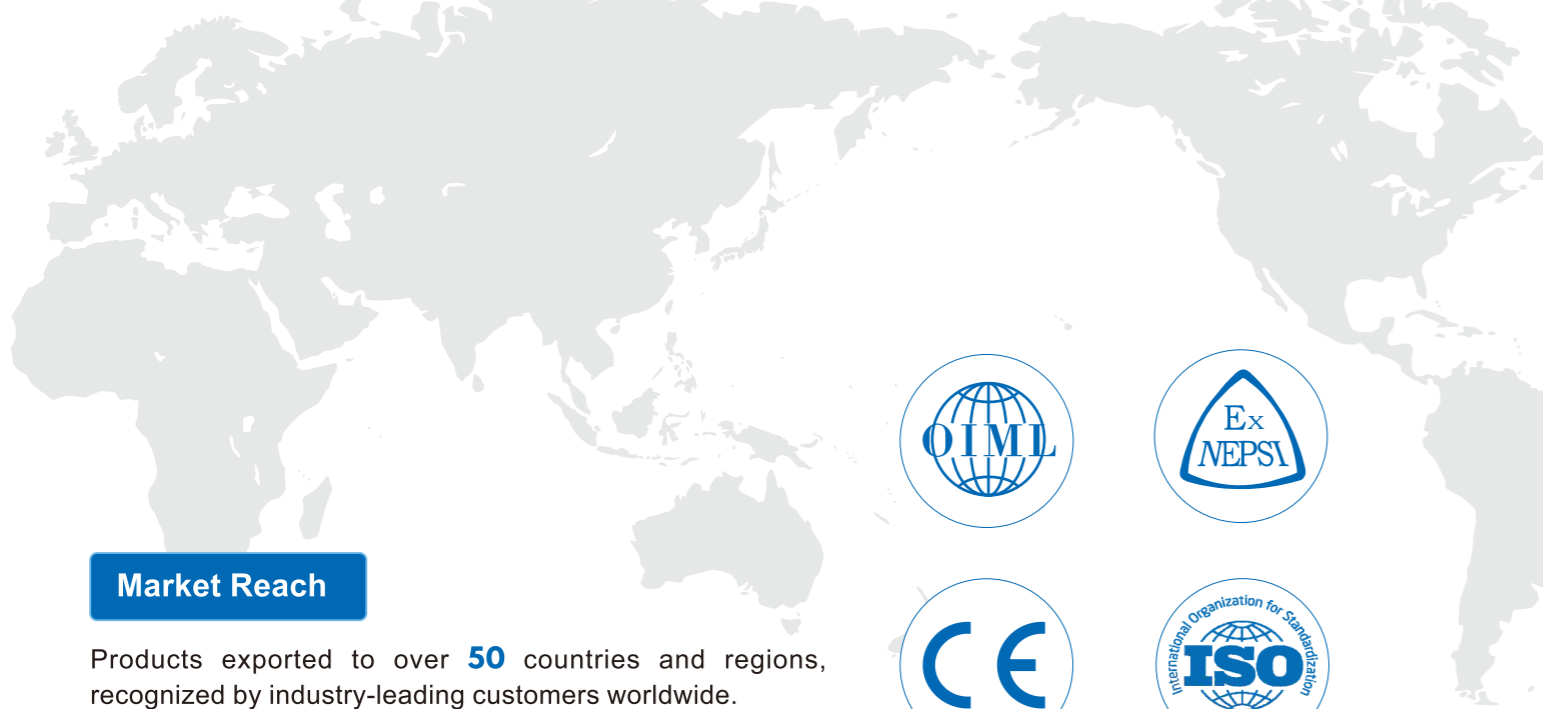 OIML
Ex
NEPSI
Market Reach
Products exported to over 50 countries and regions,
recognized by industry-leading customers worldwide.
CE
International Organization for Standardization
ISO